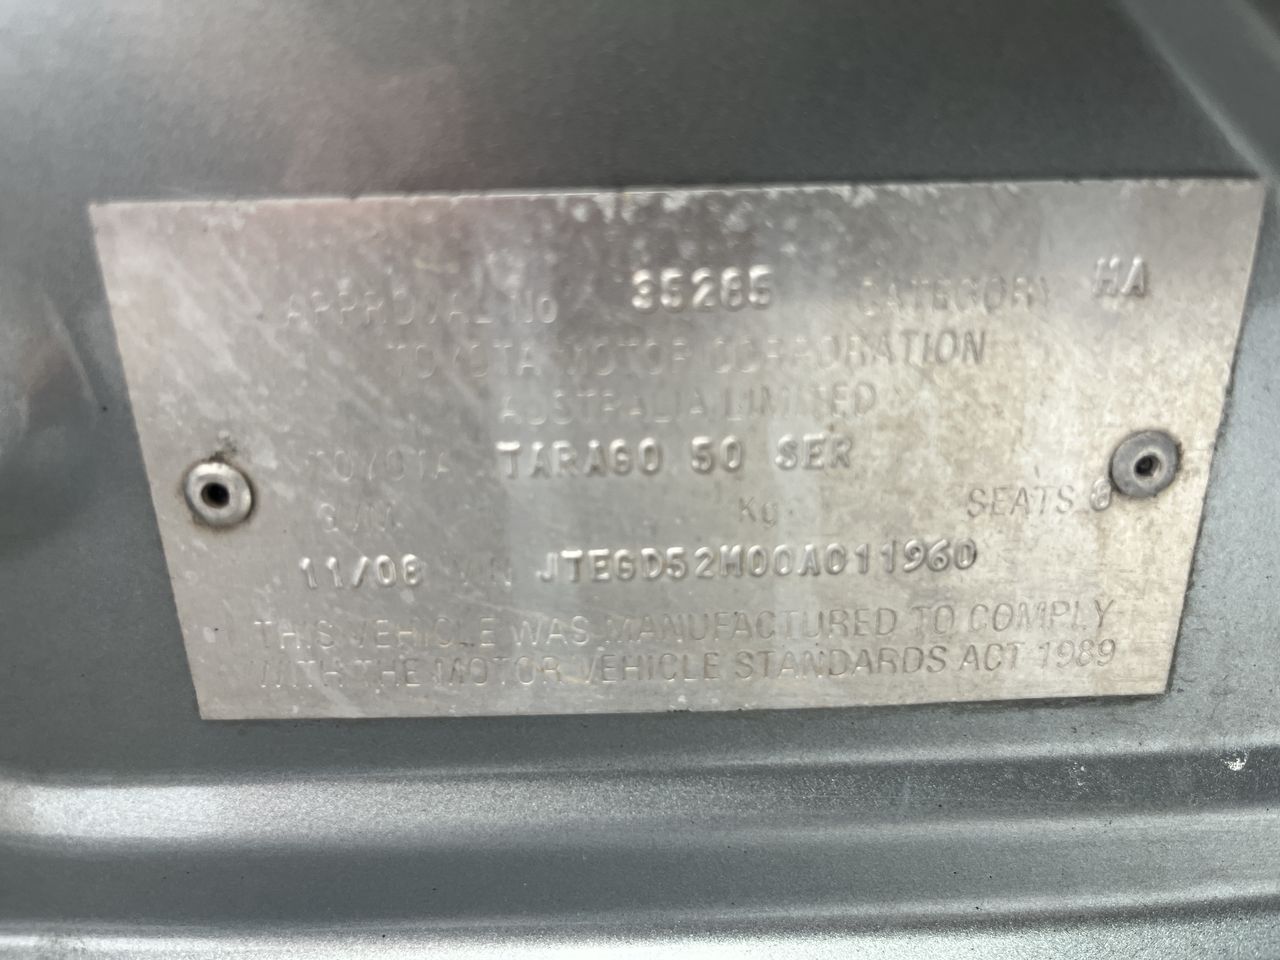 APPROVAL No 35285 CATEGORY MA
TOYOTA MOTOR CORPORATION
AUSTRALIA LIMITED
TOYOTA TARAGO 50 SER
GVM Kg. SEATS 8
11/08 VIN JTEGD52M00A011960
THIS VEHICLE WAS MANUFACTURED TO COMPLY
WITH THE MOTOR VEHICLE STANDARDS ACT 1989